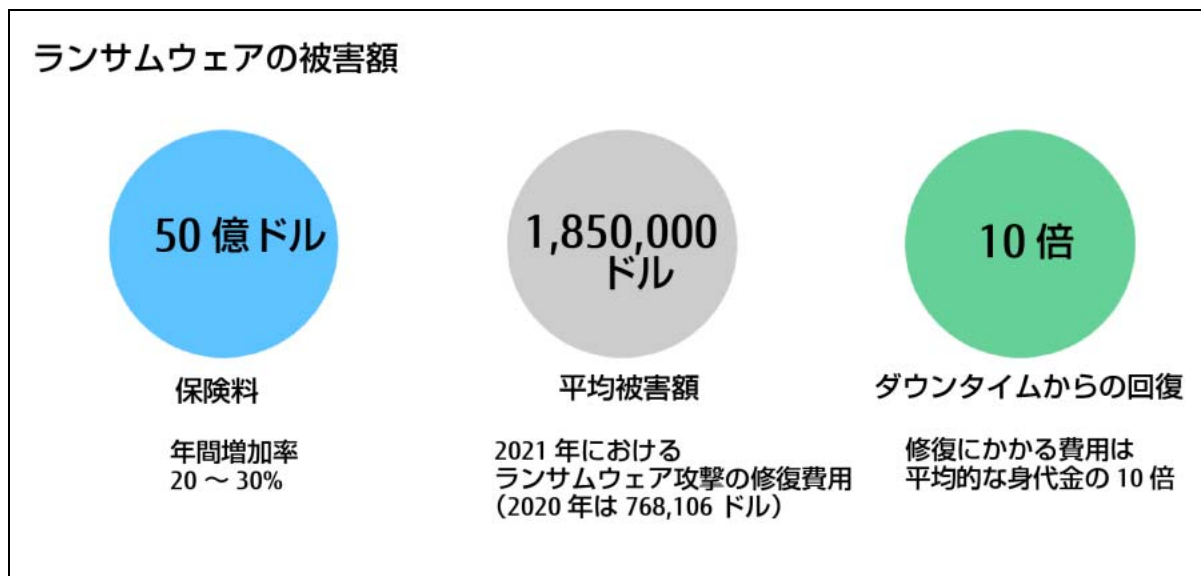 ランサムウェアの被害額
50 億ドル
保険料
年間増加率
20 ～ 30%
1,850,000
ドル
平均被害額
2021 年における
ランサムウェア攻撃の修復費用
（2020 年は 768,106 ドル）
10 倍
ダウンタイムからの回復
修復にかかる費用は
平均的な身代金の 10 倍